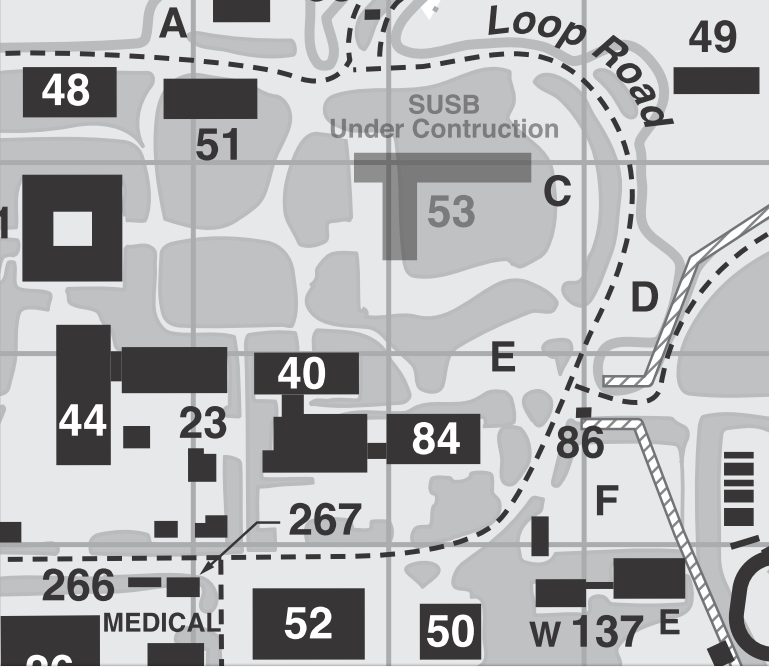 A
Loop Road
49
48
SUSB
Under Contruction
51
C
53
D
E
40
44
23
84
86
F
267
266
MEDICAL
52
50
W 137 E